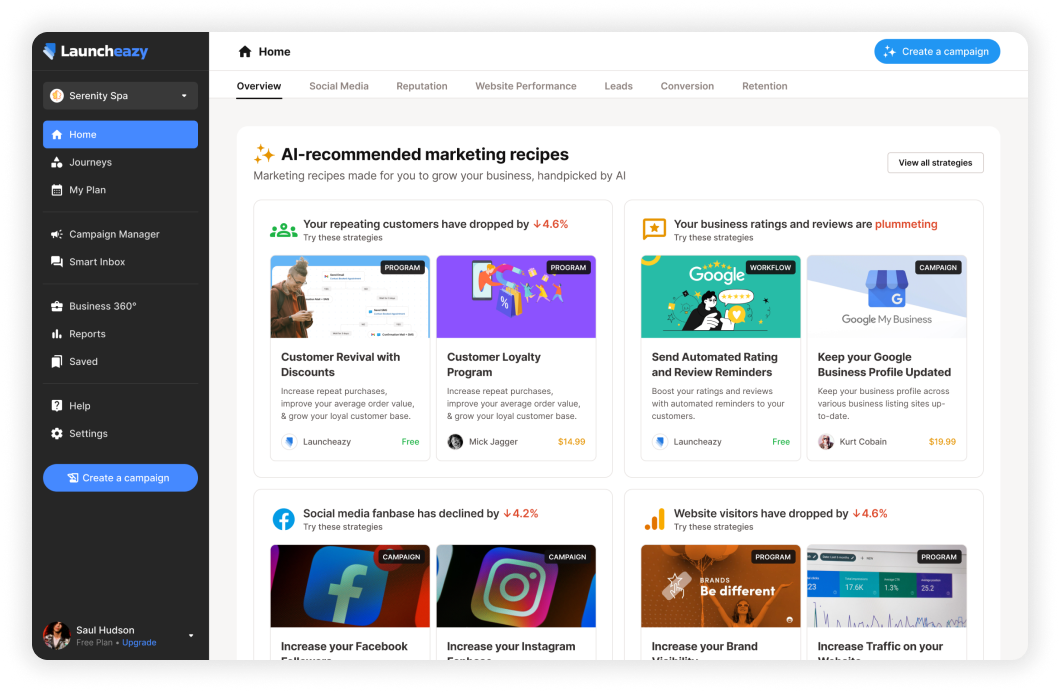 Launcheazy
Home
Create a campaign
Serenity Spa
Overview
Social Media
Reputation
Website Performance
Leads
Conversion
Retention
Home
Journeys
My Plan
Campaign Manager
Smart Inbox
Business 360°
Reports
Saved
Help
Settings
Create a campaign
Saul Hudson
Free Plan • Upgrade
AI-recommended marketing recipes
Marketing recipes made for you to grow your business, handpicked by AI
View all strategies
Your repeating customers have dropped by ↓4.6%
Try these strategies
PROGRAM
Customer Revival with
Discounts
Increase repeat purchases,
improve your average order value,
& grow your loyal customer base.
Launcheazy
Free
PROGRAM
%
Customer Loyalty
Program
Increase repeat purchases,
improve your average order value,
& grow your loyal customer base.
Mick Jagger
$14.99
Your business ratings and reviews are plummeting
Try these strategies
WORKFLOW
Google
Send Automated Rating
and Review Reminders
Boost your ratings and reviews
with automated reminders to your
customers.
Launcheazy
Free
CAMPAIGN
G
Google My Business
Keep your Google
Business Profile Updated
Keep your business profile across
various business listing sites up-
to-date.
Kurt Cobain
$19.99
Social media fanbase has declined by ↓4.2%
Try these strategies
CAMPAIGN
Increase your Facebook
Followers
CAMPAIGN
Increase your Instagram
Fanbase
Website visitors have dropped by ↓4.6%
Try these strategies
PROGRAM
BRANDS
Be different
Increase your Brand
Visibility
PROGRAM
17.6K
1.3%
25.2
Increase Traffic on your
Website